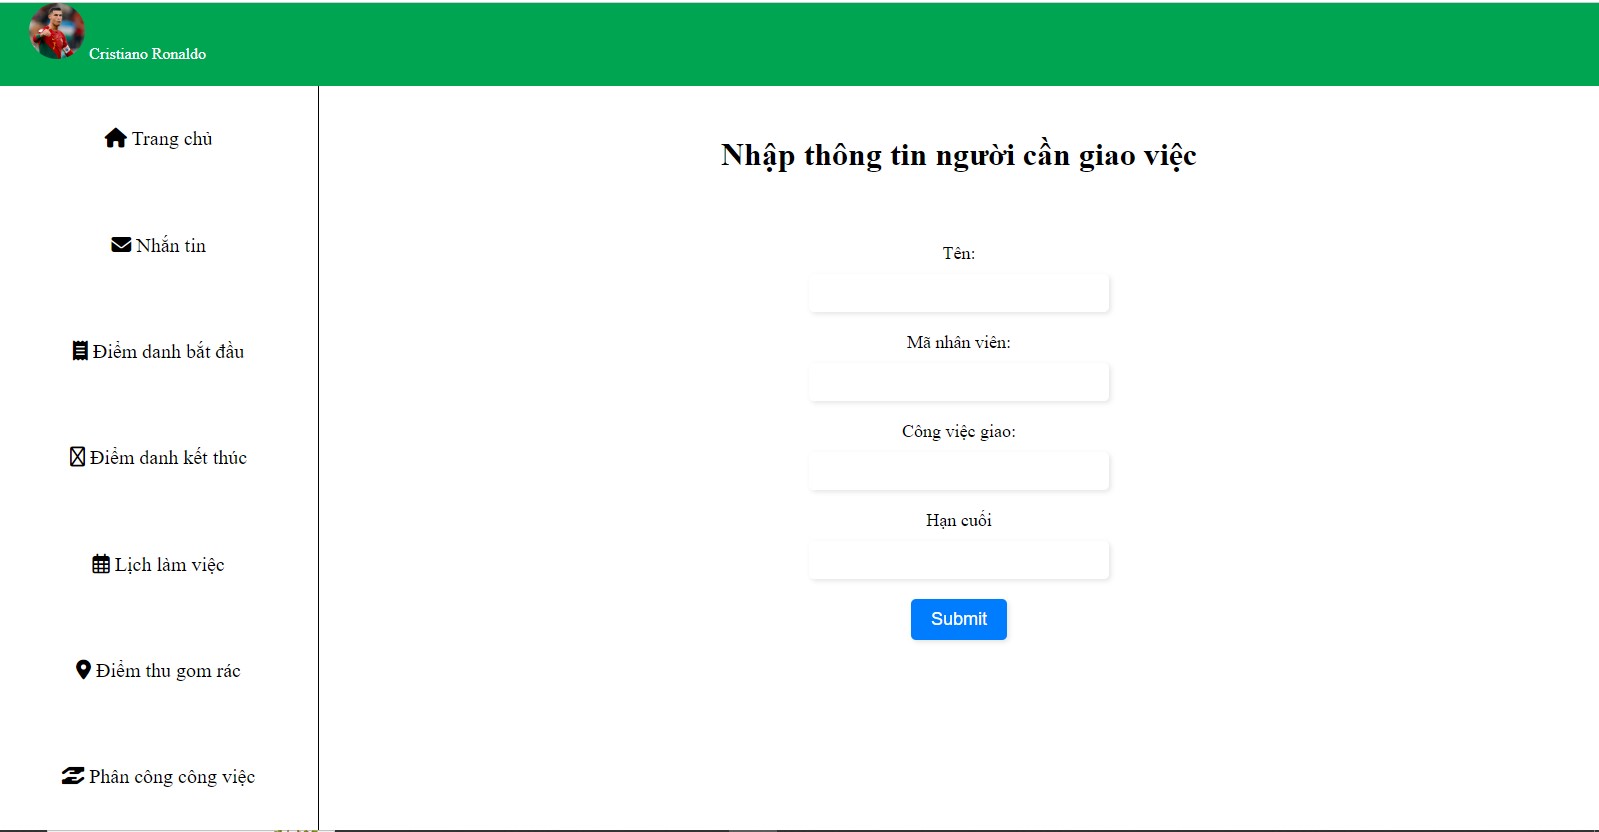 Cristiano Ronaldo
Trang chủ
Nhắn tin
Điểm danh bắt đầu
Điểm danh kết thúc
Lịch làm việc
Điểm thu gom rác
Phân công công việc
Nhập thông tin người cần giao việc
Tên:
Mã nhân viên:
Công việc giao:
Hạn cuối
Submit